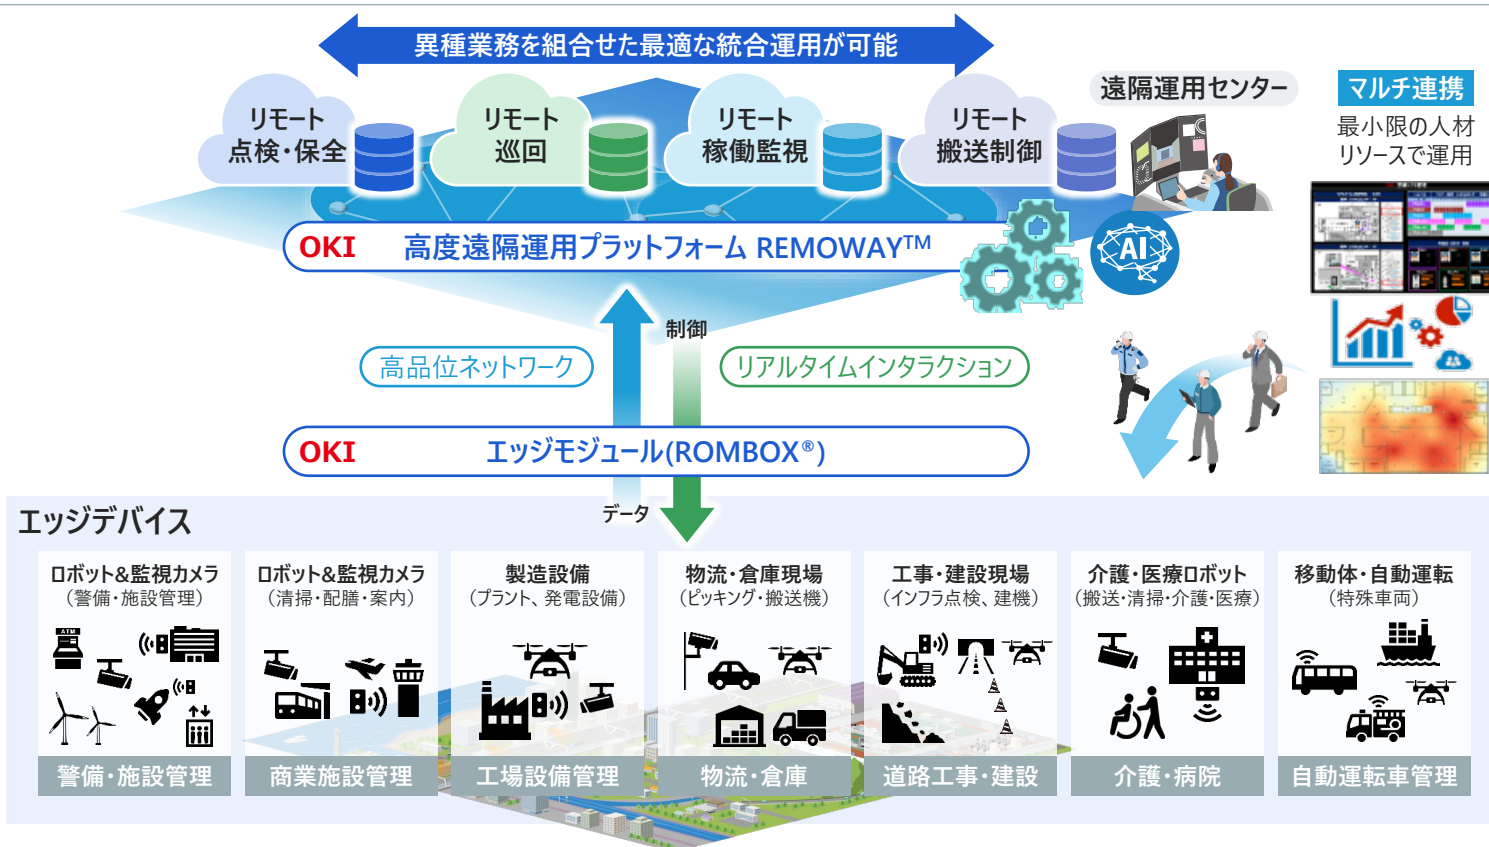 異種業務を組合せた最適な統合運用が可能
リモート
点検・保全
リモート
巡回
リモート
稼働監視
リモート
搬送制御
遠隔運用センター
マルチ連携
最小限の人材
リソースで運用
OKI 高度遠隔運用プラットフォーム REMOWAY™
AI
制御
高品位ネットワーク
リアルタイムインタラクション
OKI エッジモジュール(ROMBOX®)
データ
エッジデバイス
ロボット&監視カメラ
（警備・施設管理）
ATM
警備・施設管理
ロボット&監視カメラ
（清掃・配膳・案内）
商業施設管理
製造設備
（プラント、発電設備）
工場設備管理
物流・倉庫現場
（ピッキング・搬送機）
物流・倉庫
工事・建設現場
（インフラ点検、建機）
道路工事・建設
介護・医療ロボット
（搬送・清掃・介護・医療）
介護・病院
移動体・自動運転
（特殊車両）
自動運転車管理